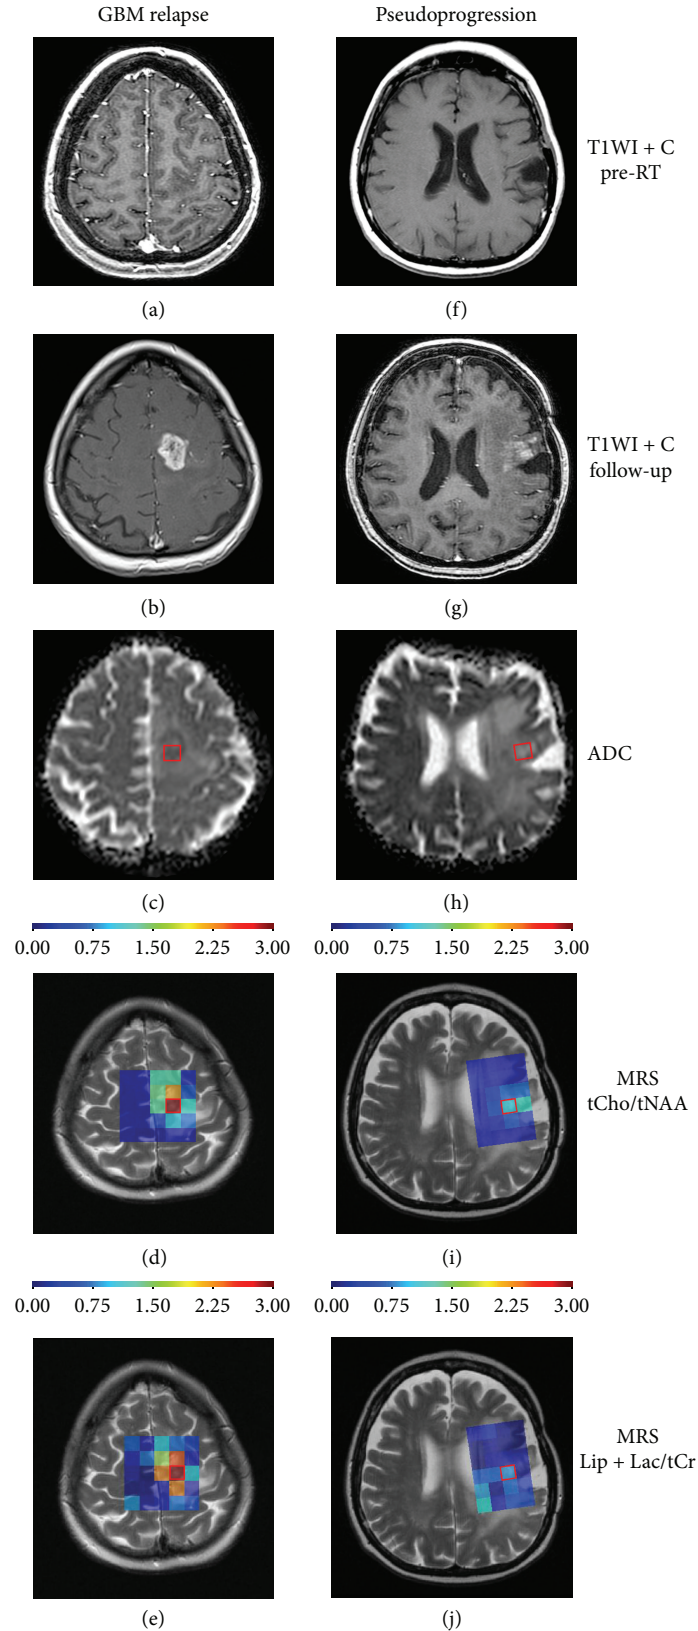 GBM relapse
Pseudoprogression
T1WI + C
pre-RT
(a)
(f)
T1WI + C
follow-up
(b)
(g)
ADC
(c)
(h)
0.00 0.75 1.50 2.25 3.00
0.00 0.75 1.50 2.25 3.00
MRS
tCho/tNAA
(d)
(i)
0.00 0.75 1.50 2.25 3.00
0.00 0.75 1.50 2.25 3.00
MRS
Lip + Lac/tCr
(e)
(j)